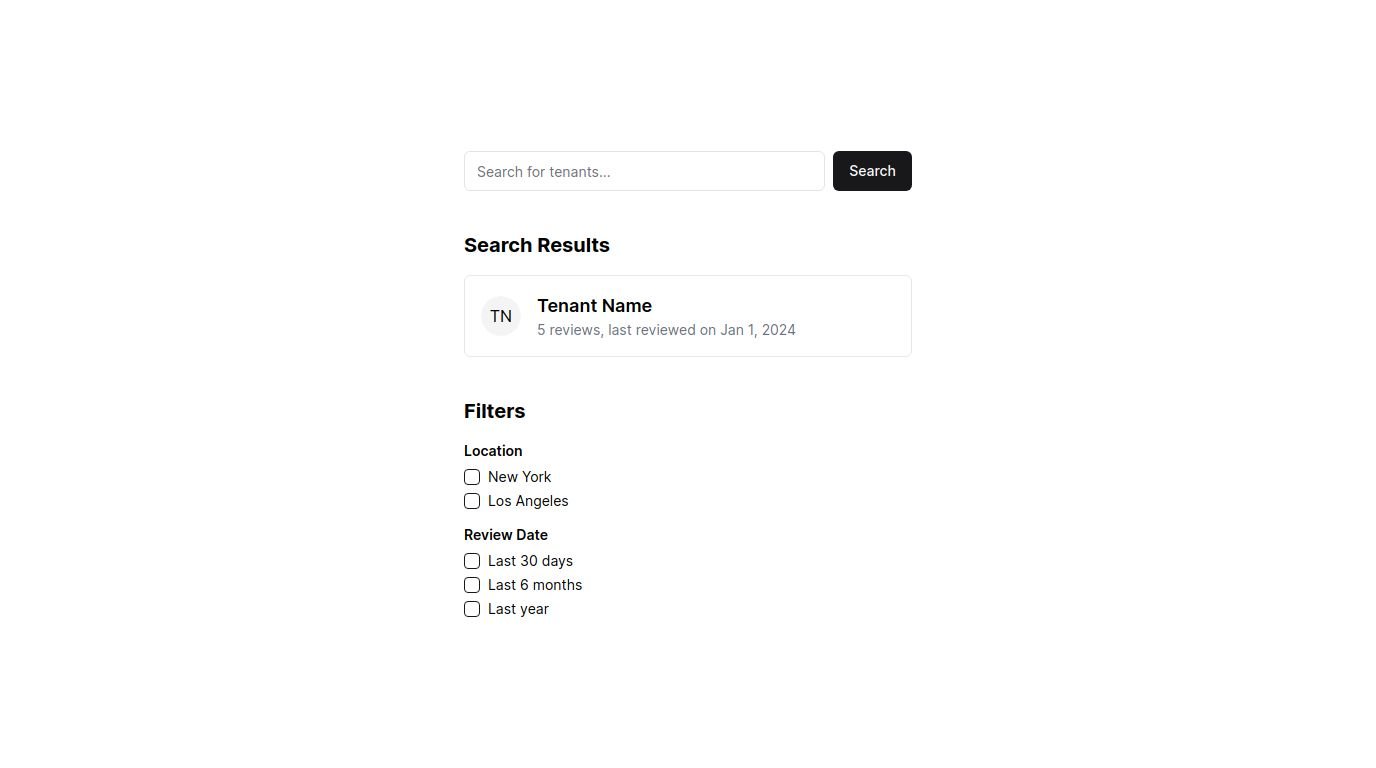 Search for tenants...
Search
Search Results
TN
Tenant Name
5 reviews, last reviewed on Jan 1, 2024
Filters
Location
New York
Los Angeles
Review Date
Last 30 days
Last 6 months
Last year